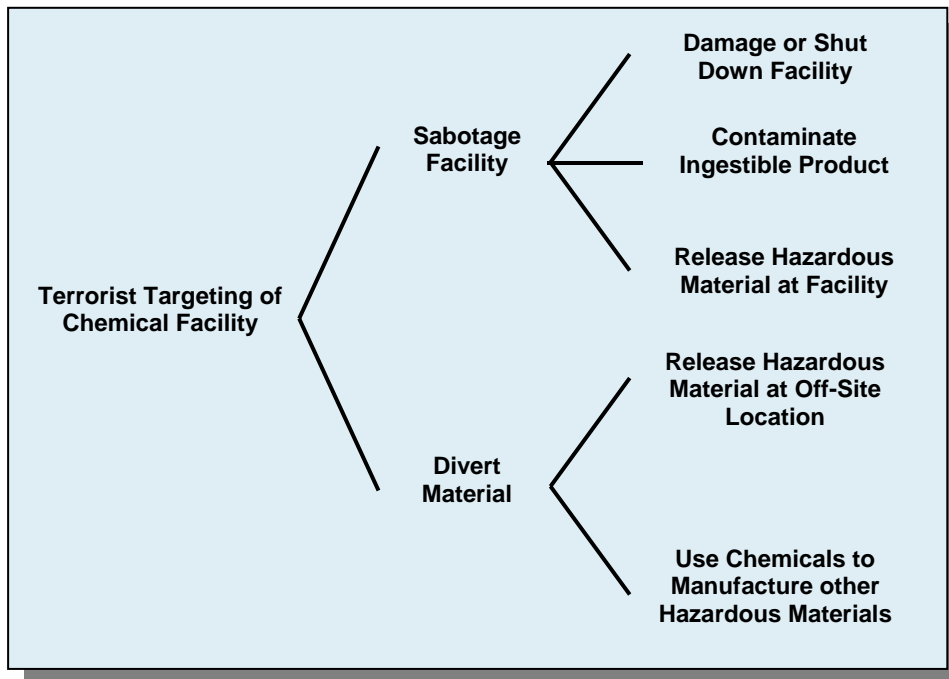 Damage or Shut
Down Facility
Sabotage
Facility
Contaminate
Ingestible Product
Release Hazardous
Material at Facility
Terrorist Targeting of
Chemical Facility
Release Hazardous
Material at Off-Site
Location
Divert
Material
Use Chemicals to
Manufacture other
Hazardous Materials